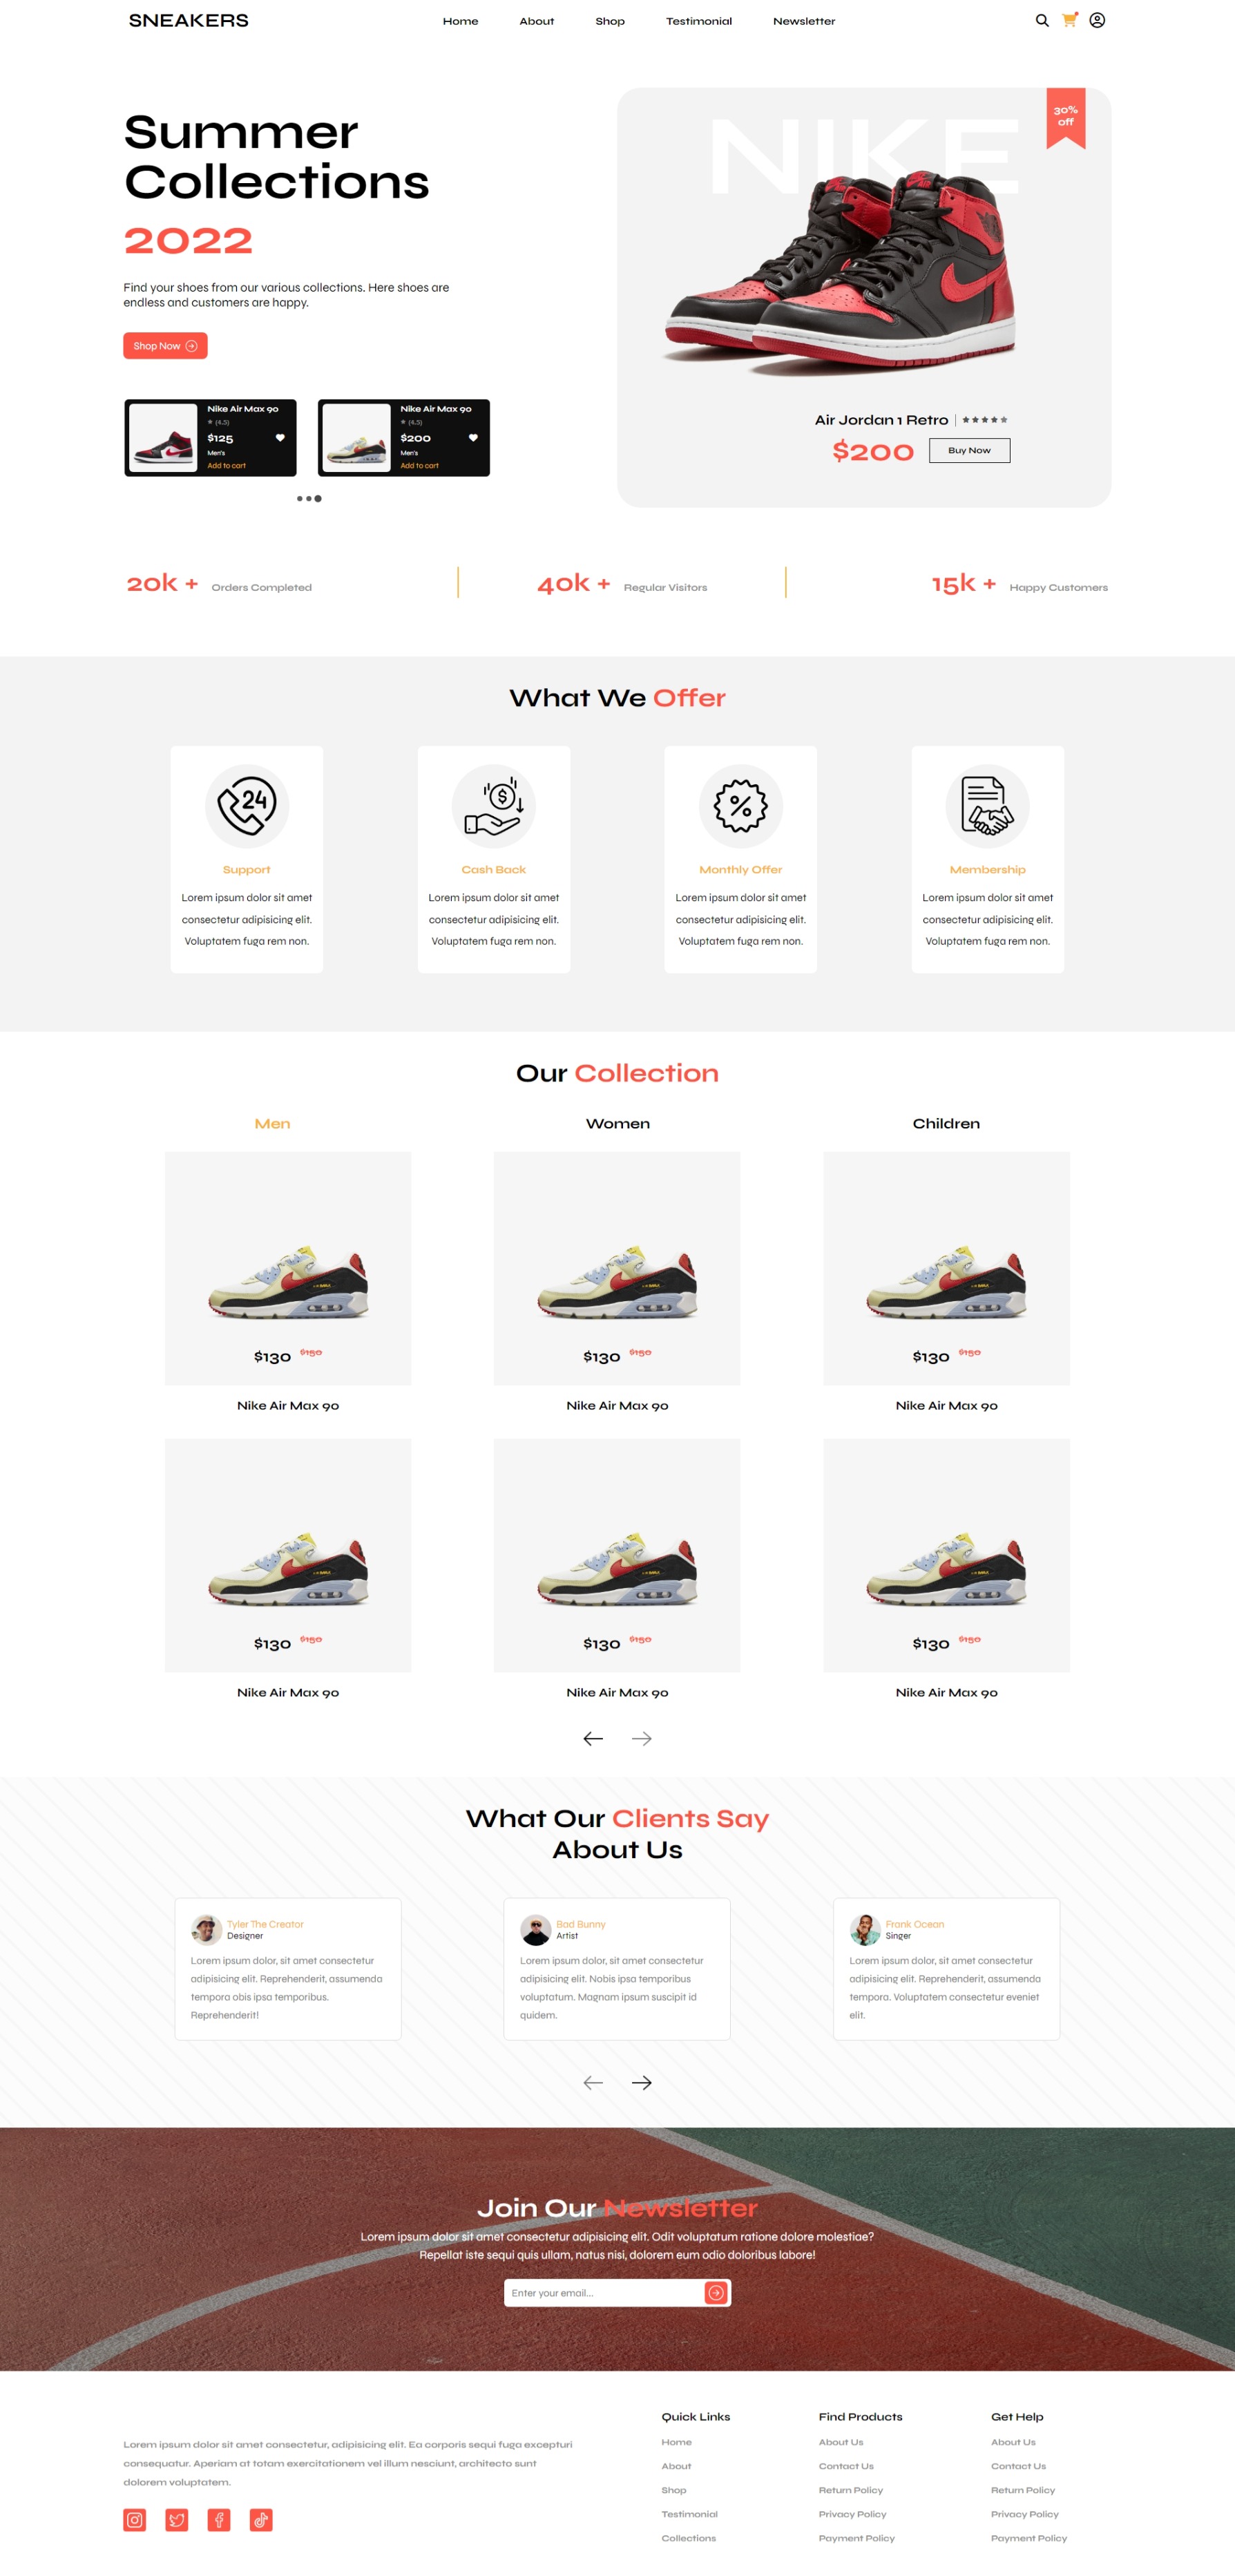 SNEAKERS
Home
About
Shop
Testimonial
Newsletter
Summer
Collections
2022
Find your shoes from our various collections. Here shoes are
endless and customers are happy.
Shop Now
Nike Air Max 90
(4.5)
$125
Men's
Add to cart
Nike Air Max 90
(4.5)
$200
Men's
Add to cart
NIKE
30%
off
Air Jordan 1 Retro
$200
Buy Now
20k +
Orders Completed
40k +
Regular Visitors
15k +
Happy Customers
What We Offer
24
Support
Lorem ipsum dolor sit amet
consectetur adipisicing elit.
Voluptatem fuga rem non.
$
Cash Back
Lorem ipsum dolor sit amet
consectetur adipisicing elit.
Voluptatem fuga rem non.
%
Monthly Offer
Lorem ipsum dolor sit amet
consectetur adipisicing elit.
Voluptatem fuga rem non.
Membership
Lorem ipsum dolor sit amet
consectetur adipisicing elit.
Voluptatem fuga rem non.
Our Collection
Men
Women
Children
$130 $150
Nike Air Max 90
$130 $150
Nike Air Max 90
$130 $150
Nike Air Max 90
$130 $150
Nike Air Max 90
$130 $150
Nike Air Max 90
$130 $150
Nike Air Max 90
What Our Clients Say
About Us
Tyler The Creator
Designer
Lorem ipsum dolor, sit amet consectetur
adipisicing elit. Reprehenderit, assumenda
tempora obis ipsa temporibus.
Reprehenderit!
Bad Bunny
Artist
Lorem ipsum dolor, sit amet consectetur
adipisicing elit. Nobis ipsa temporibus
voluptatum. Magnam ipsum suscipit id
quidem.
Frank Ocean
Singer
Lorem ipsum dolor, sit amet consectetur
adipisicing elit. Reprehenderit, assumenda
tempora. Voluptatem consectetur eveniet
elit.
Join Our Newsletter
Lorem ipsum dolor sit amet consectetur adipisicing elit. Odit voluptatum ratione dolore molestiae?
Repellat iste sequi quis ullam, natus nisi, dolorem eum odio doloribus labore!
Enter your email...
Lorem ipsum dolor sit amet consectetur, adipisicing elit. Ea corporis sequi fuga excepturi
consequatur. Aperiam at totam exercitationem vel illum nesciunt, architecto sunt
dolorem voluptatem.
Quick Links
Home
About
Shop
Testimonial
Collections
Find Products
About Us
Contact Us
Return Policy
Privacy Policy
Payment Policy
Get Help
About Us
Contact Us
Return Policy
Privacy Policy
Payment Policy